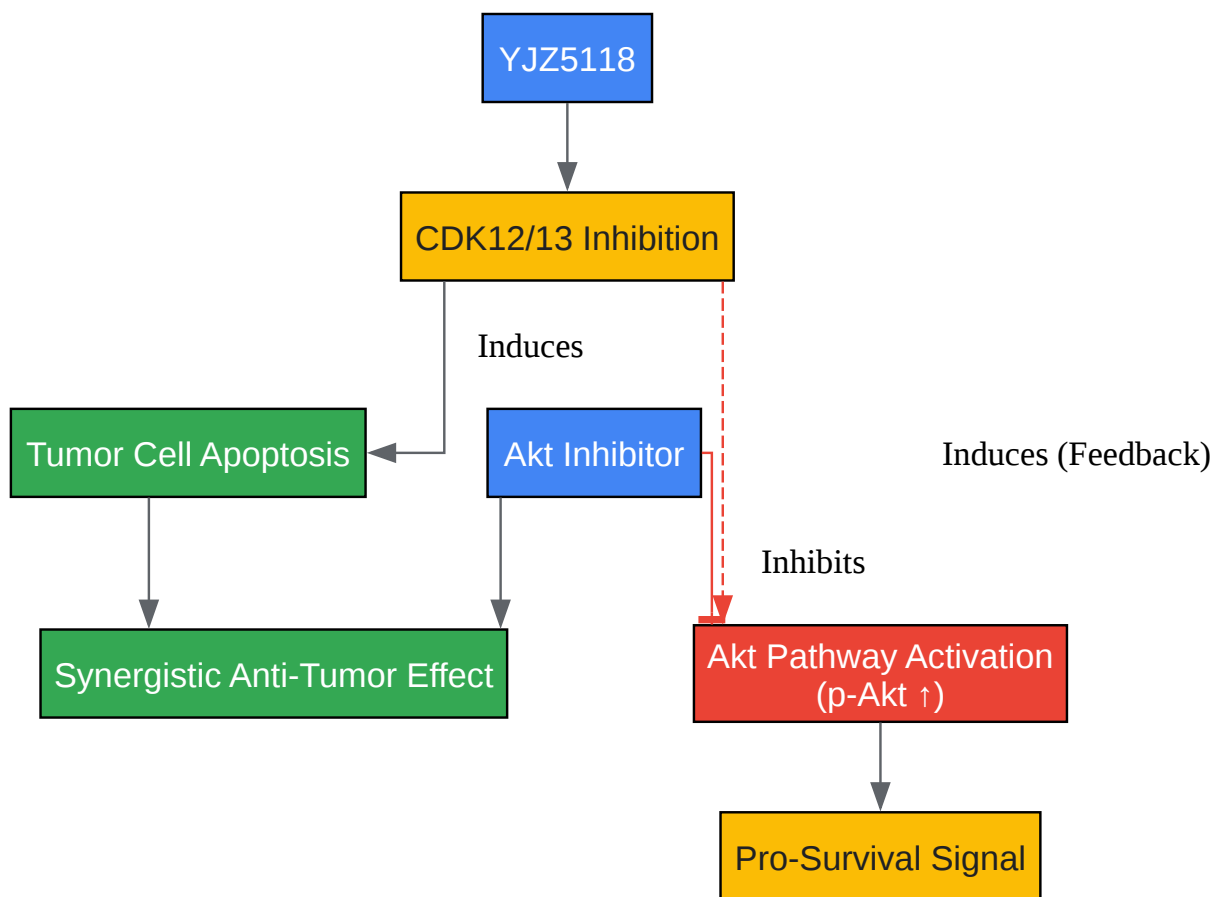 YJZ5118
CDK12/13 Inhibition
Induces
Tumor Cell Apoptosis
Akt Inhibitor
Induces (Feedback)
Inhibits
Synergistic Anti-Tumor Effect
Akt Pathway Activation
(p-Akt ↑)
Pro-Survival Signal